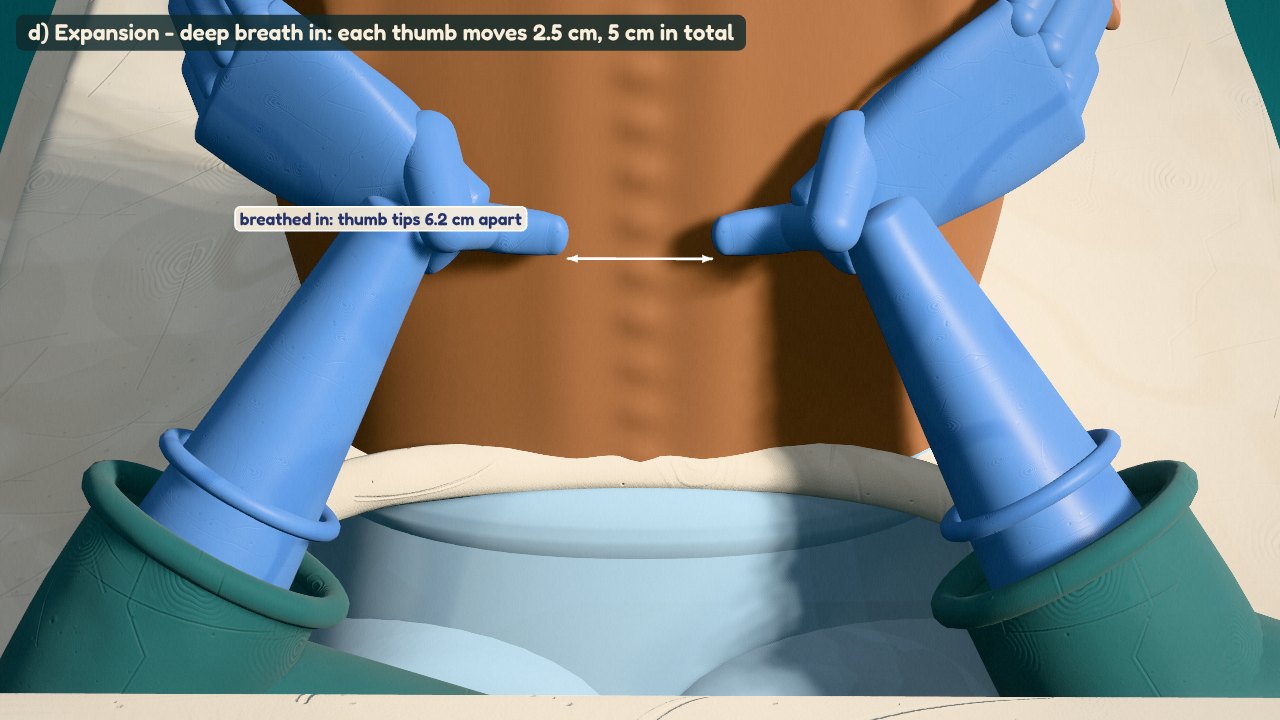 d) Expansion - deep breath in: each thumb moves 2.5 cm, 5 cm in total
breathed in: thumb tips 6.2 cm apart